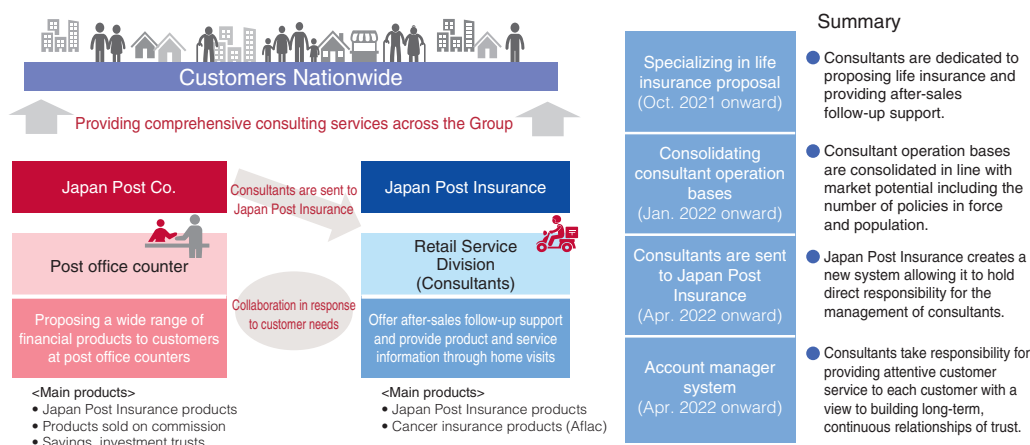 Customers Nationwide
Providing comprehensive consulting services across the Group
Japan Post Co.
Consultants are sent to
Japan Post Insurance
Japan Post Insurance
Post office counter
Retail Service
Division
(Consultants)
Collaboration in response
to customer needs
Proposing a wide range of
financial products to customers
at post office counters
Offer after-sales follow-up support
and provide product and service
information through home visits
<Main products>
• Japan Post Insurance products
• Products sold on commission
• Savings, investment trusts
<Main products>
• Japan Post Insurance products
• Cancer insurance products (Aflac)
Summary
Specializing in life
insurance proposal
(Oct. 2021 onward)
● Consultants are dedicated to
proposing life insurance and
providing after-sales
follow-up support.
Consolidating
consultant operation
bases
(Jan. 2022 onward)
● Consultant operation bases
are consolidated in line with
market potential including the
number of policies in force
and population.
Consultants are sent
to Japan Post
Insurance
(Apr. 2022 onward)
● Japan Post Insurance creates a
new system allowing it to hold
direct responsibility for the
management of consultants.
Account manager
system
(Apr. 2022 onward)
● Consultants take responsibility for
providing attentive customer
service to each customer with a
view to building long-term,
continuous relationships of trust.